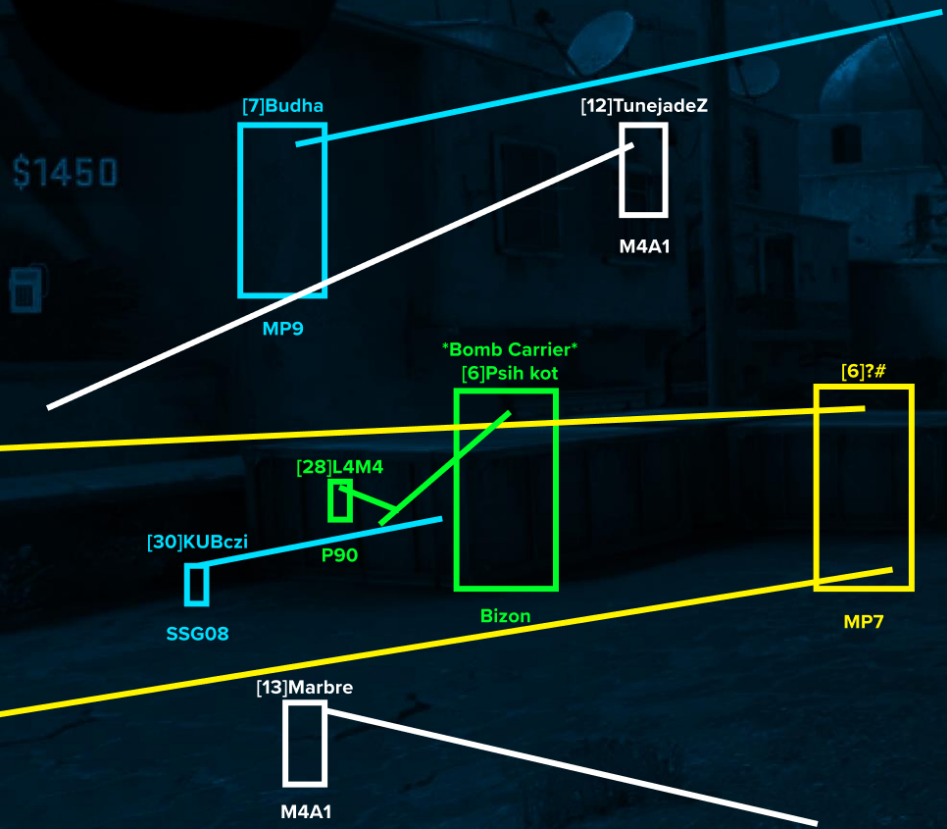 [7]Budha
[12]TunejadeZ
$1450
M4A1
MP9
*Bomb Carrier*
[6]Psih kot
[6]?#
[28]L4M4
[30]KUBczi
P90
Bizon
MP7
SSG08
[13]Marbre
M4A1